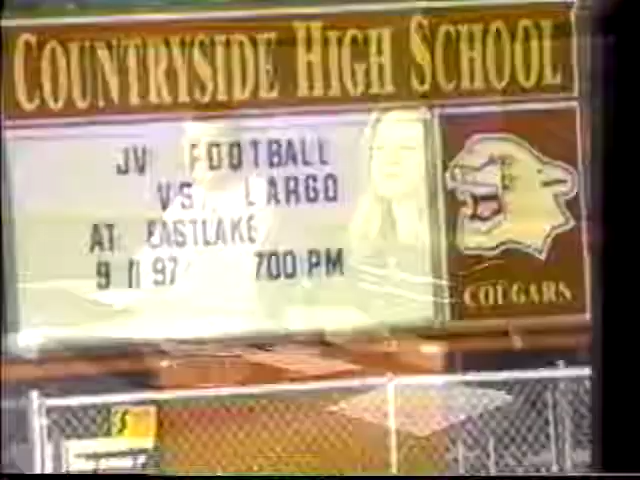 COUNTRYSIDE HIGH SCHOOL
JV FOOTBALL
VS. LARGO
AT EASTLAKE
9 11 97 700 PM
COUGARS